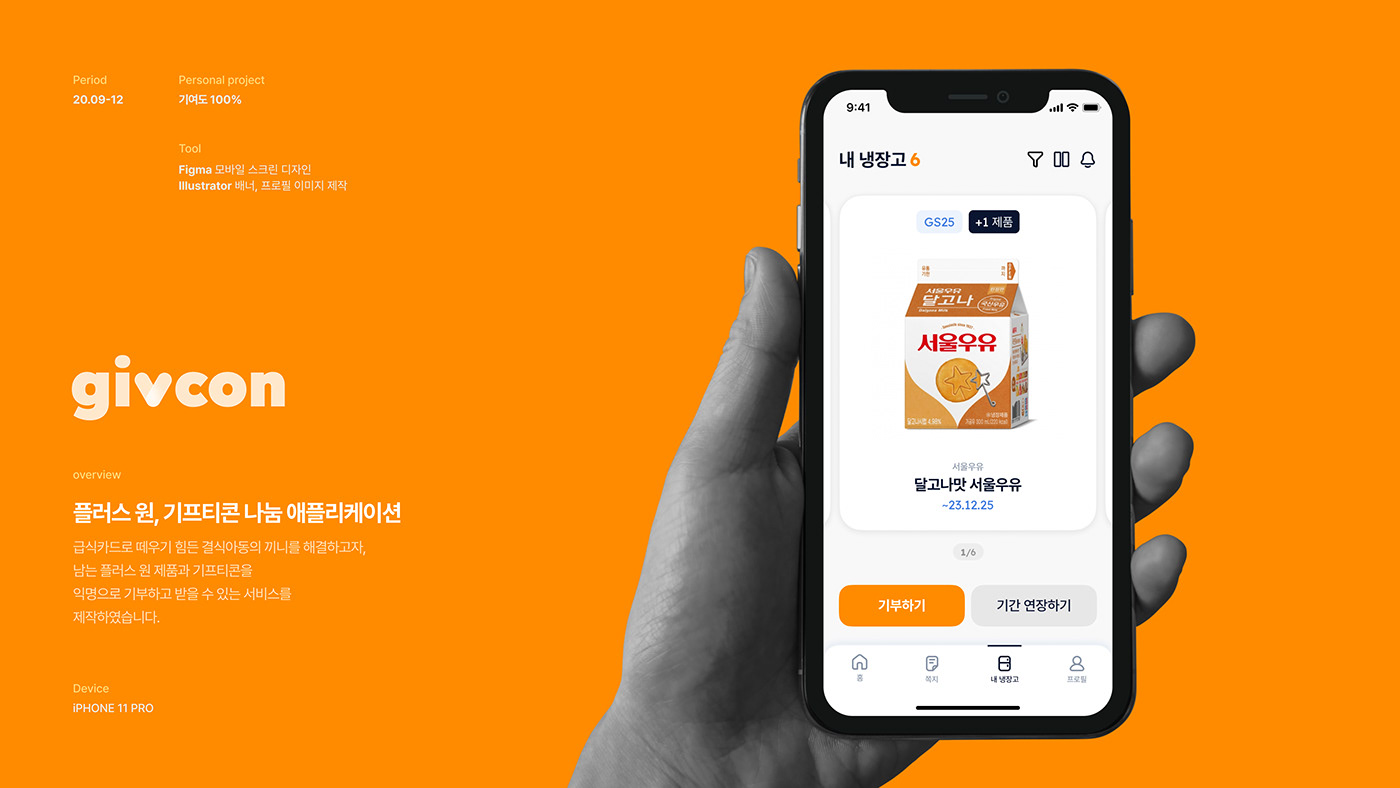 Period
20.09-12
Personal project
기여도 100%
Tool
Figma 모바일 스크린 디자인
Illustrator 배너, 프로필 이미지 제작
givcon
overview
플러스 원, 기프티콘 나눔 애플리케이션
급식카드로 떼우기 힘든 결식아동의 끼니를 해결하고자,
남는 플러스 원 제품과 기프티콘을
익명으로 기부하고 받을 수 있는 서비스를
제작하였습니다.
Device
iPHONE 11 PRO
9:41
내 냉장고 6
GS25
+1 제품
서울우유
달고나
Dalgona Milk
서울우유
서울우유
달고나맛 서울우유
~23.12.25
1/6
기부하기
기간 연장하기
홈
쪽지
내 냉장고
프로필